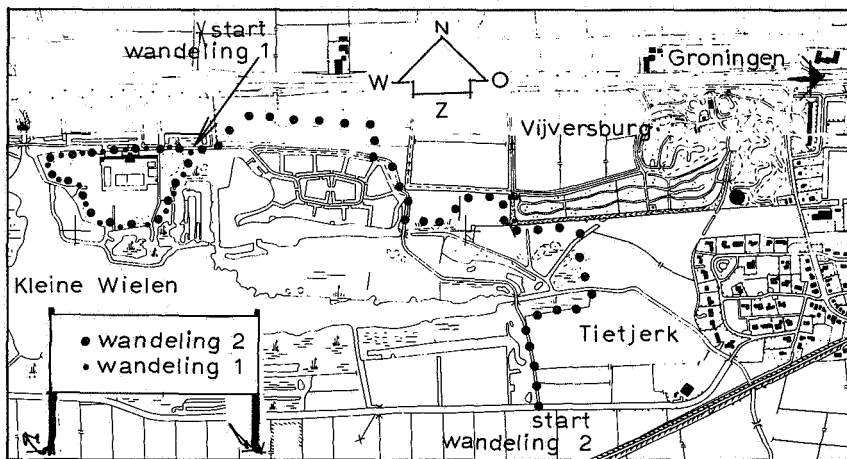 start
wandeling 1
N
W
O
Z
Groningen
Vijversburg
Kleine Wielen
wandeling 2
wandeling 1
Tietjerk
start
wandeling 2